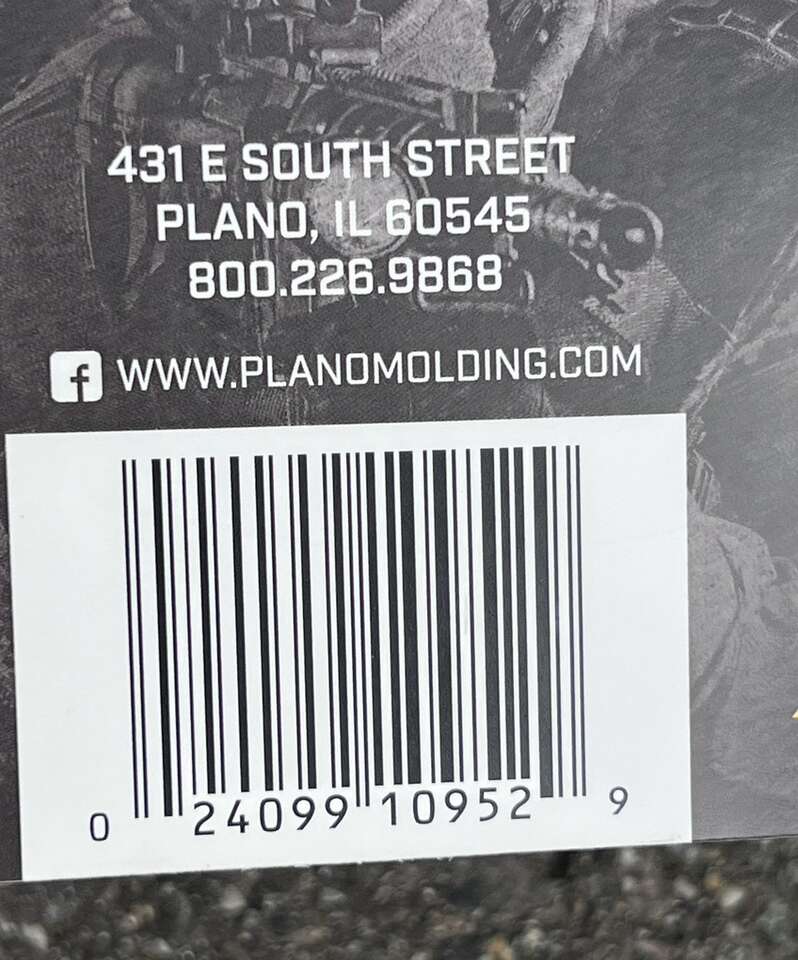 431 E SOUTH STREET
PLANO, IL 60545
800.226.9868
f WWW.PLANOMOLDING.COM
0 24099 10952 9